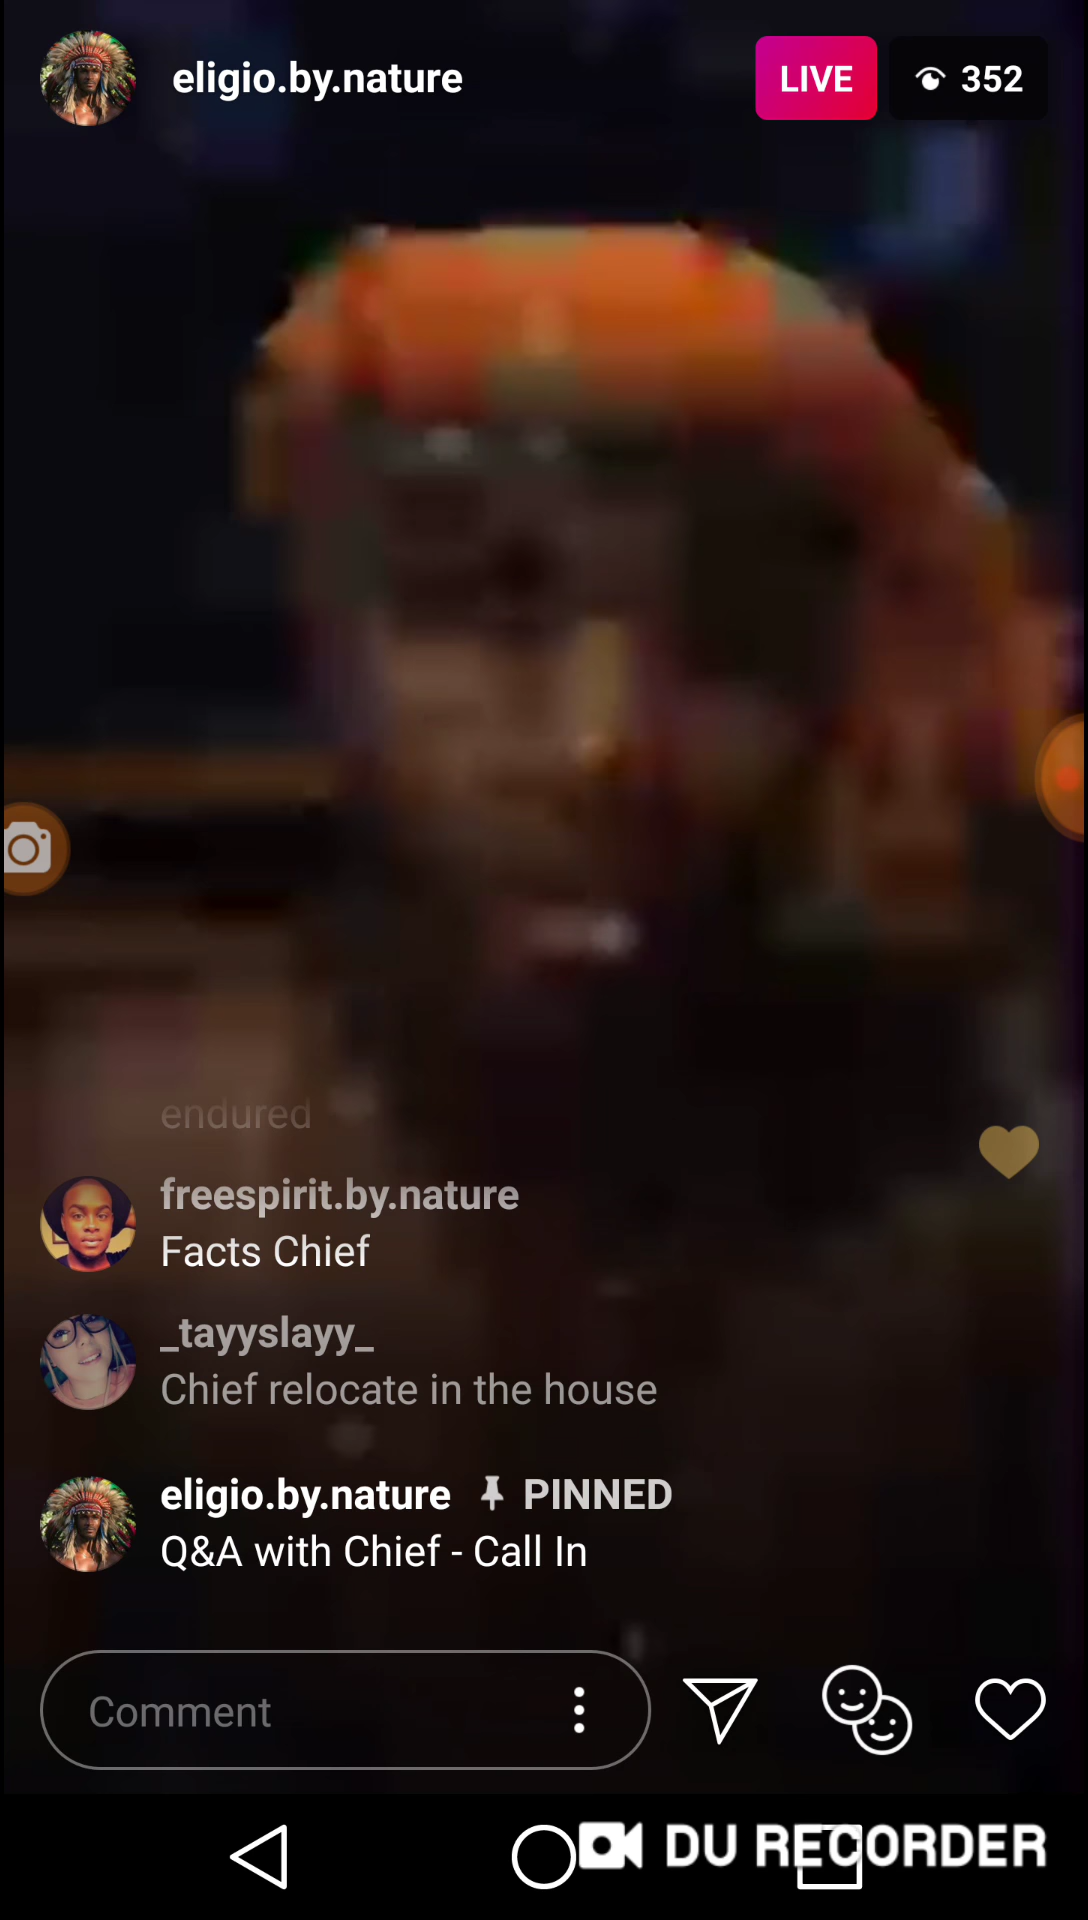 eligio.by.nature
LIVE
352
endured
freespirit.by.nature
Facts Chief
_tayyslayy_
Chief relocate in the house
eligio.by.nature PINNED
Q&A with Chief - Call In
Comment
DU RECORDER